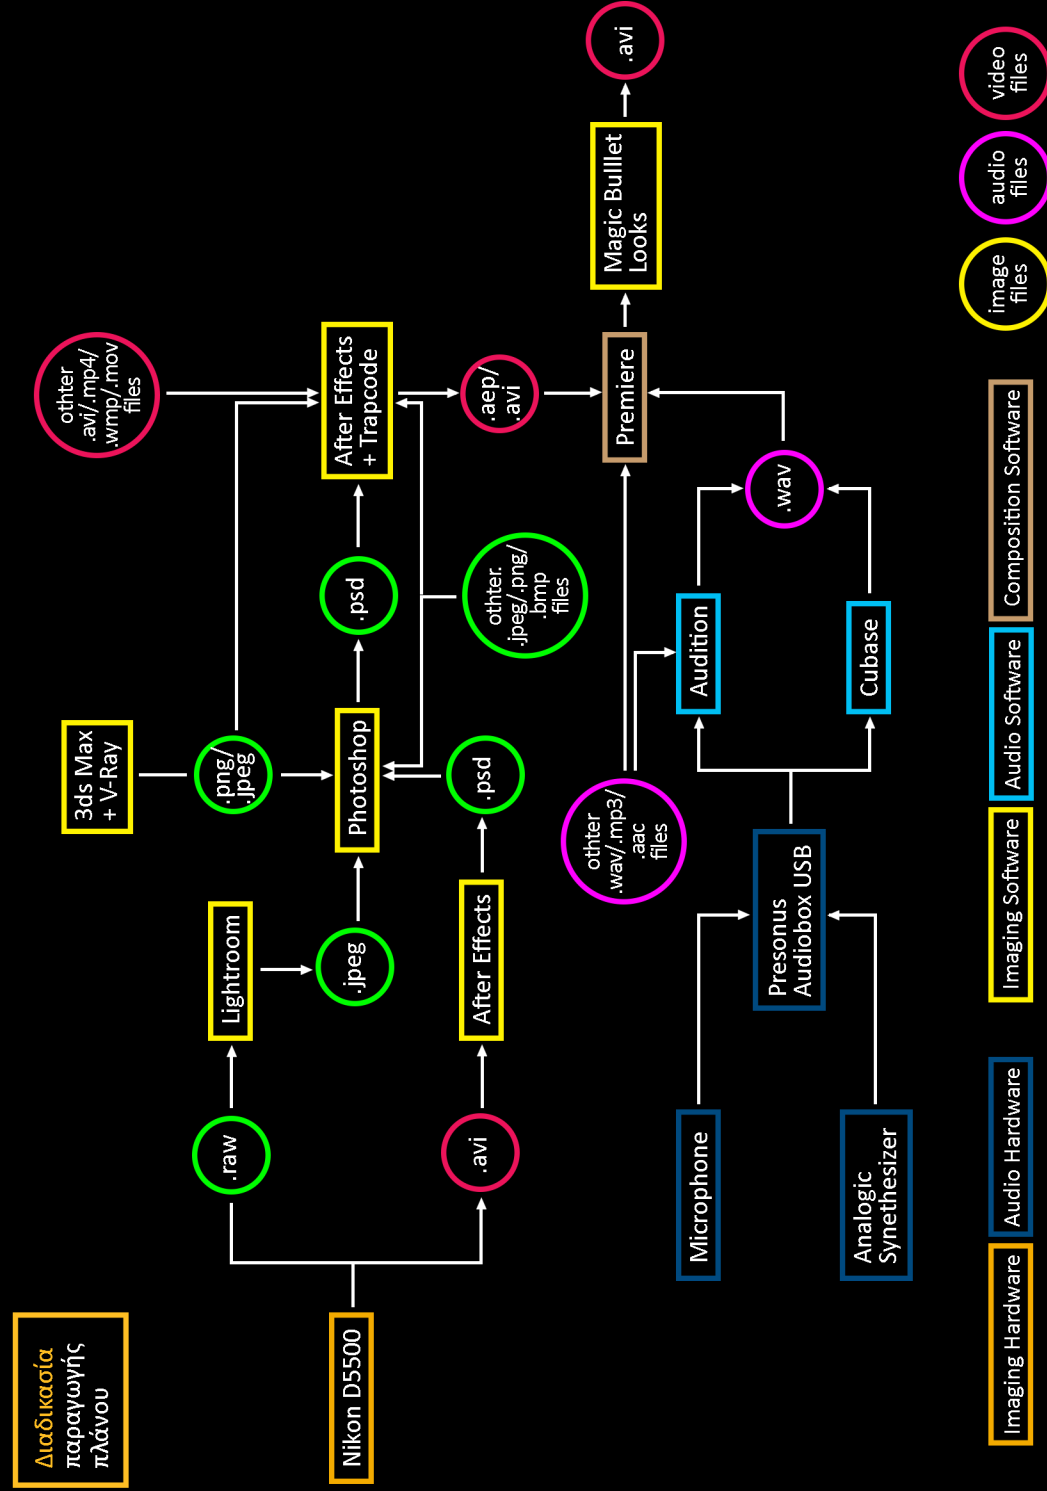 Διαδικασία
παραγωγής
πλάνου
Nikon D5500
.raw
.avi
Lightroom
.jpeg
After Effects
.psd
3ds Max
+ V-Ray
.png/
.jpeg
Photoshop
.psd
othter.
.jpeg/.png/
.bmp
files
othter
.avi/.mp4/
.wmp/.mov
files
After Effects
+ Trapcode
.aep/
.avi
Microphone
Analogic
Synethesizer
Presonus
Audiobox USB
othter
.wav/.mp3/
.aac
files
Audition
Cubase
.wav
Premiere
Magic Bulllet
Looks
.avi
Imaging Hardware
Audio Hardware
Imaging Software
Audio Software
Composition Software
image
files
audio
files
video
files